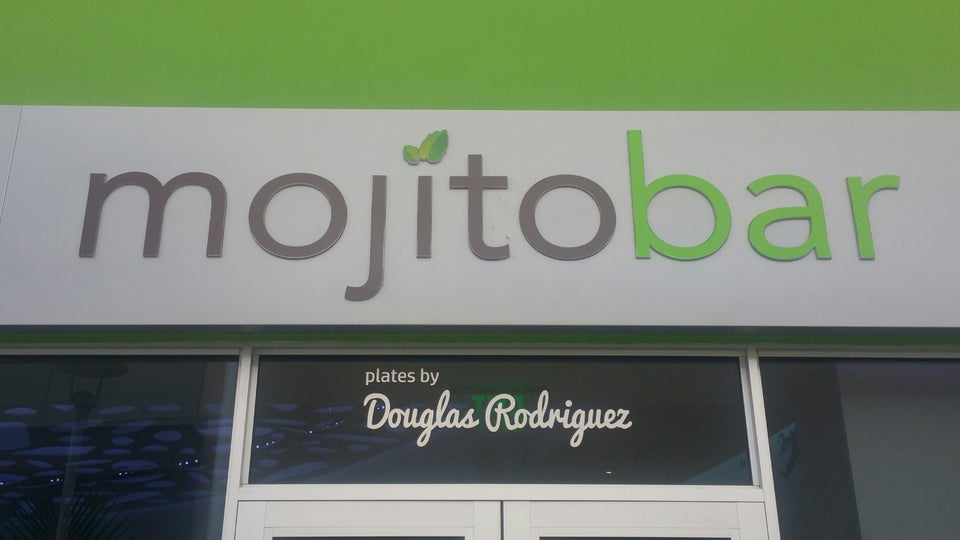 mojitobar
plates by
Douglas Rodriguez